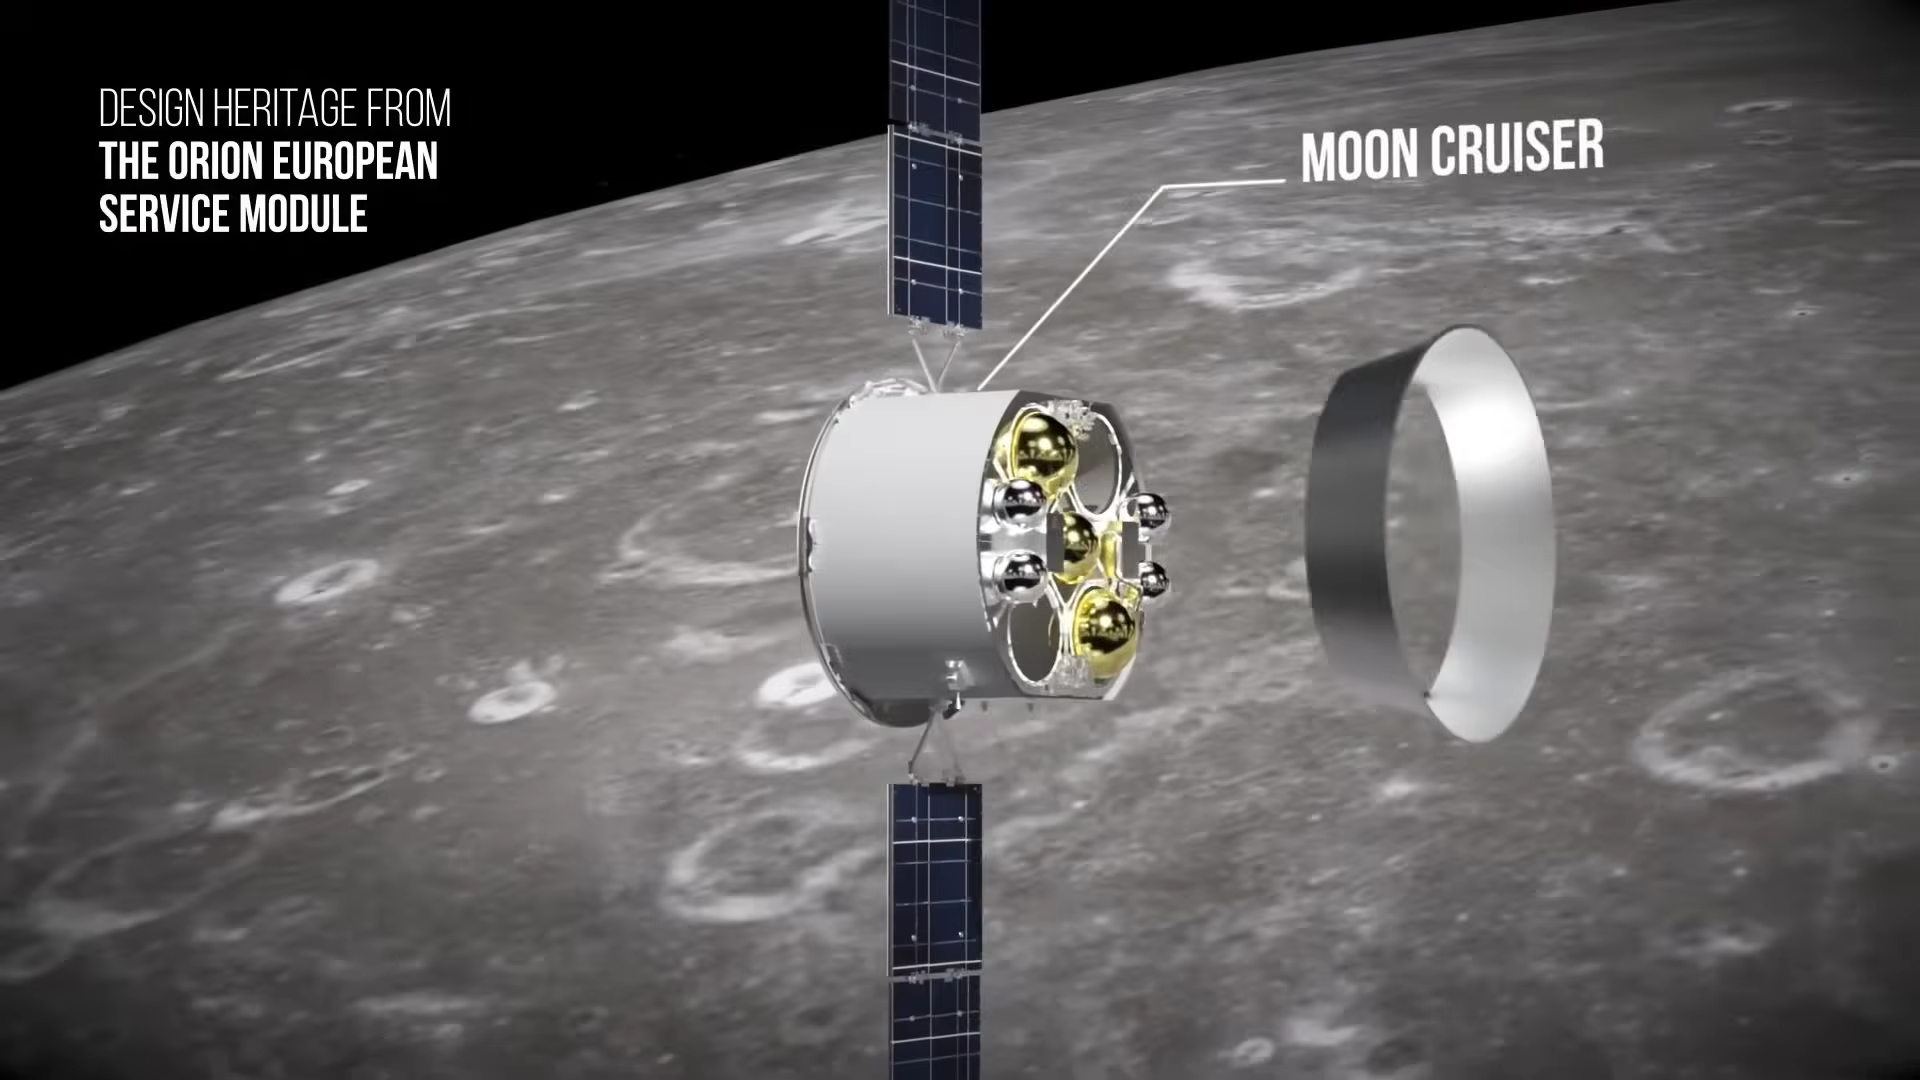 DESIGN HERITAGE FROM
THE ORION EUROPEAN
SERVICE MODULE
MOON CRUISER